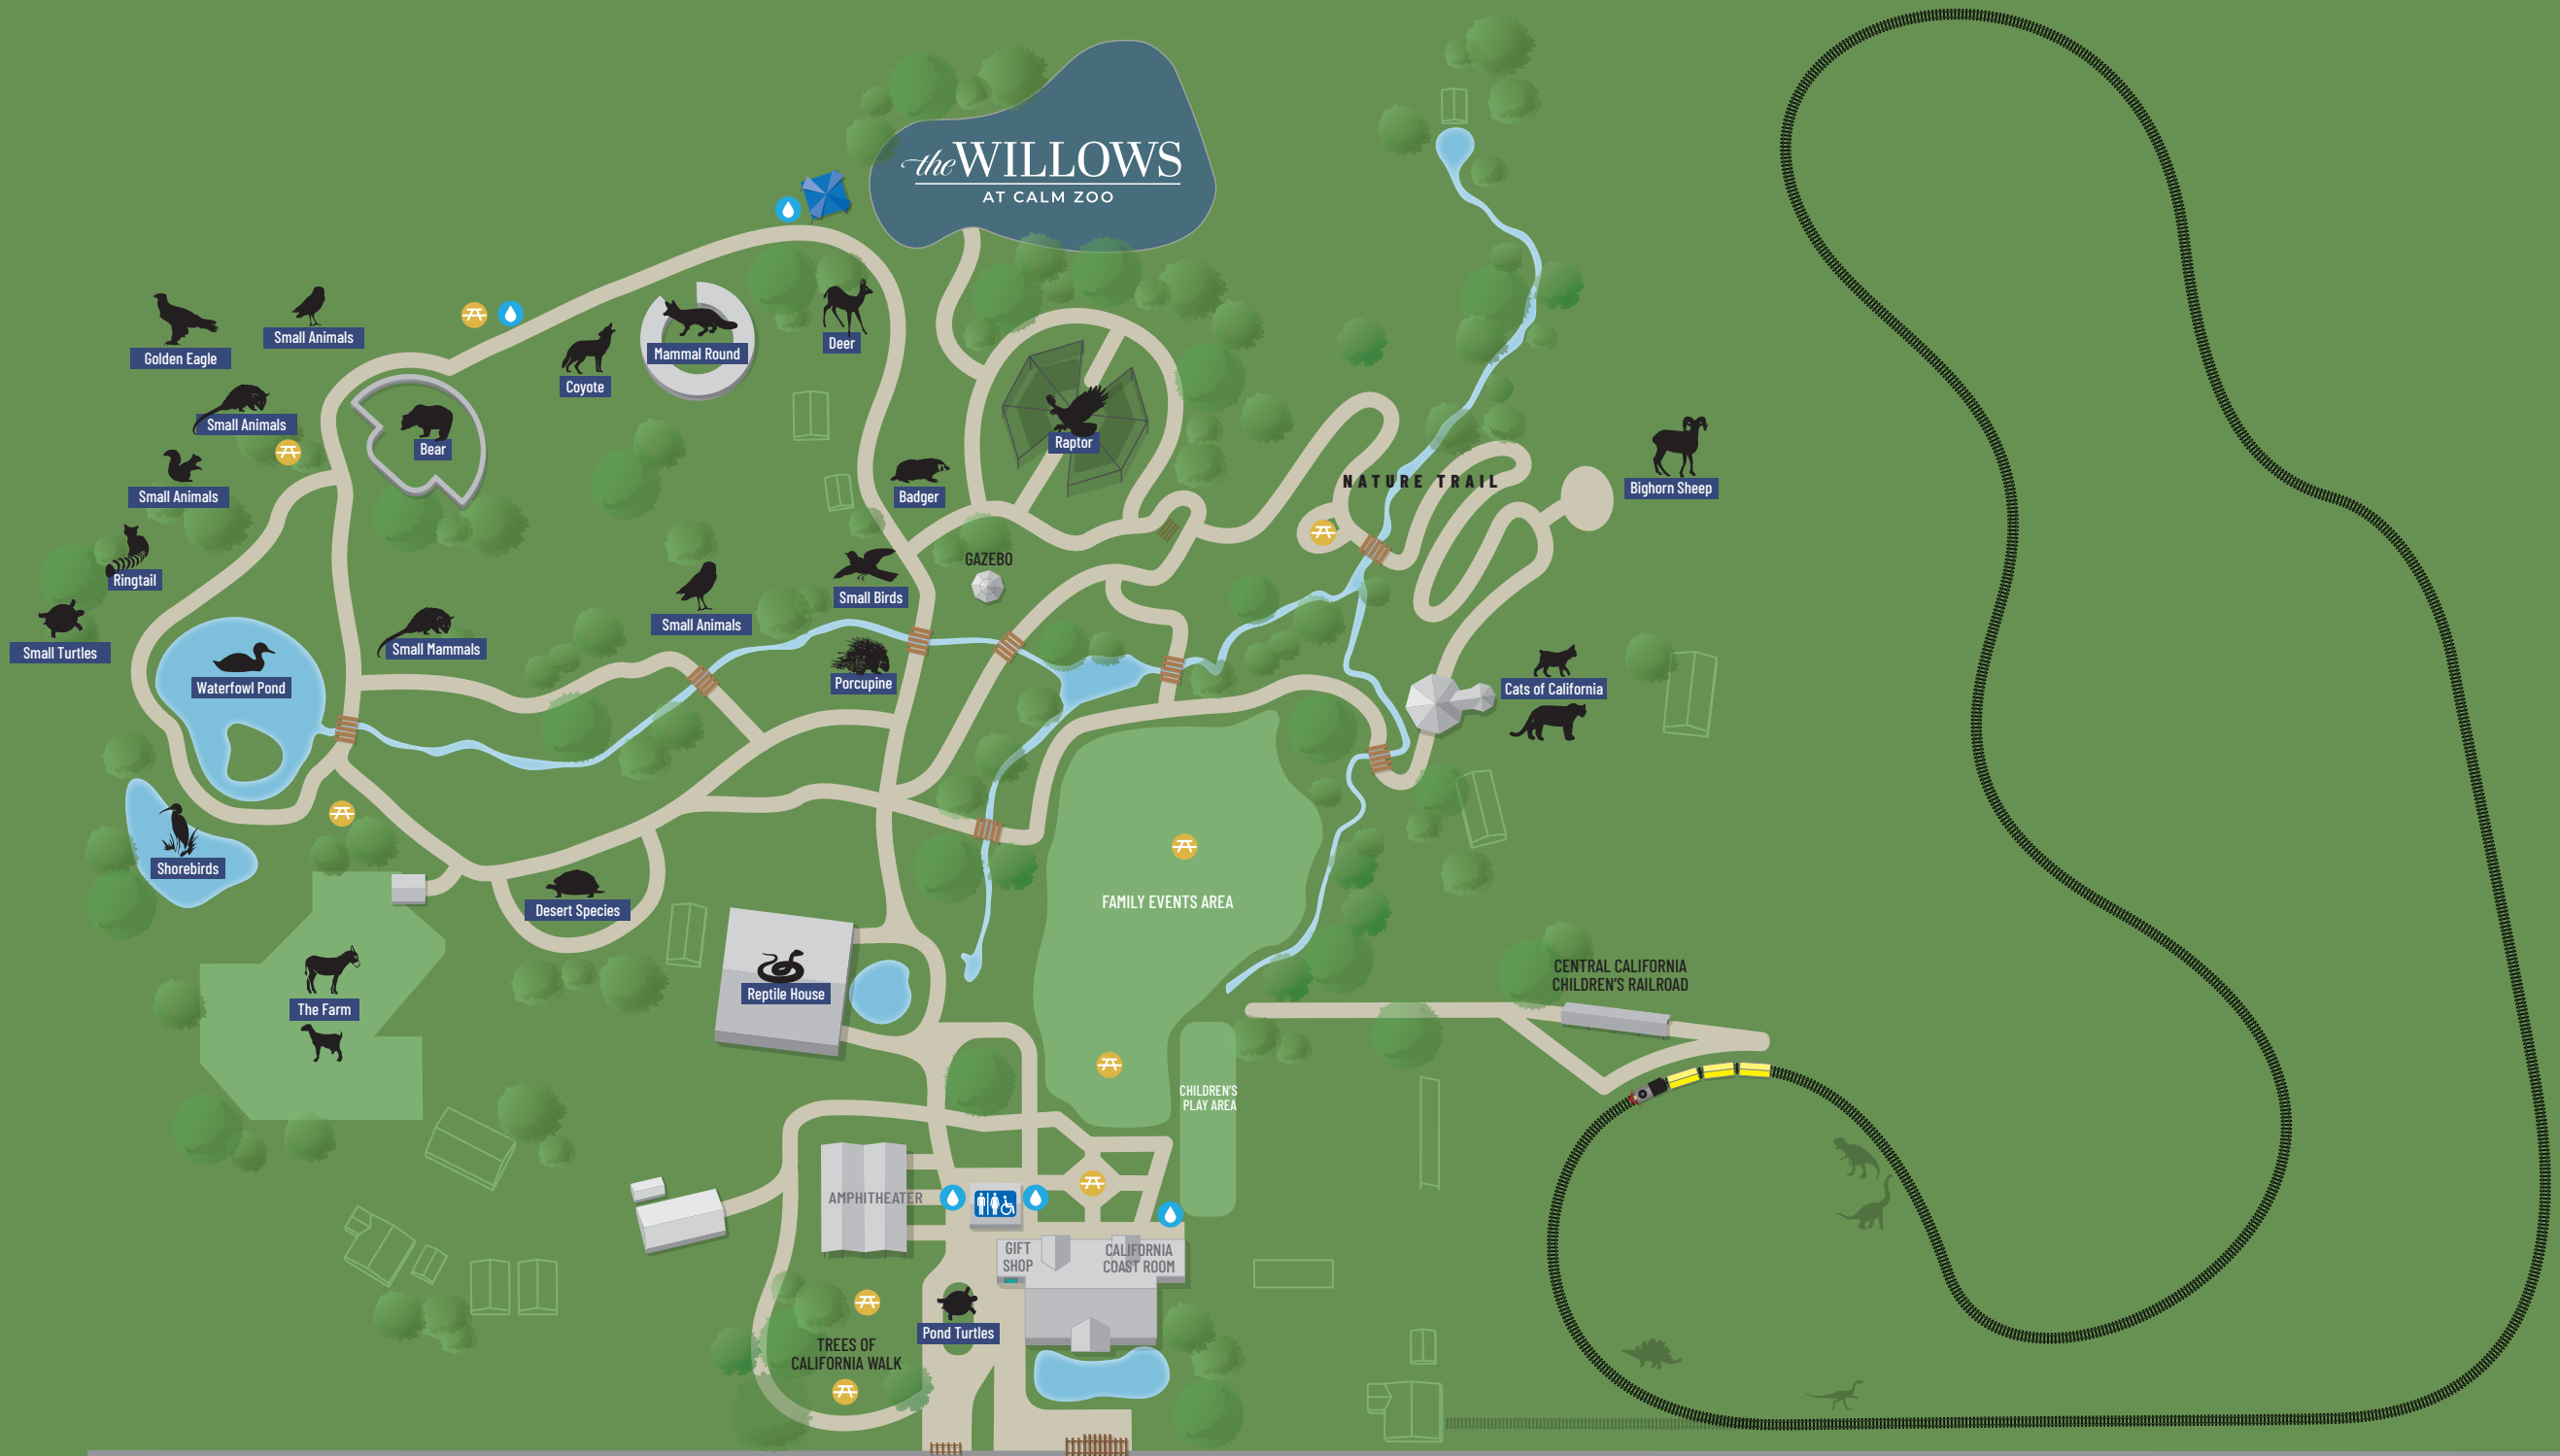 the WILLOWS
AT CALM ZOO
Small Animals
Golden Eagle
Deer
Mammal Round
Coyote
Small Animals
Bear
Raptor
NATURE TRAIL
Bighorn Sheep
Small Animals
Badger
GAZEBO
Ringtail
Small Birds
Small Animals
Small Turtles
Small Mammals
Porcupine
Waterfowl Pond
Cats of California
Shorebirds
Desert Species
FAMILY EVENTS AREA
CENTRAL CALIFORNIA
CHILDREN'S RAILROAD
Reptile House
The Farm
CHILDREN'S
PLAY AREA
AMPHITHEATER
GIFT
SHOP
CALIFORNIA
COAST ROOM
Pond Turtles
TREES OF
CALIFORNIA WALK